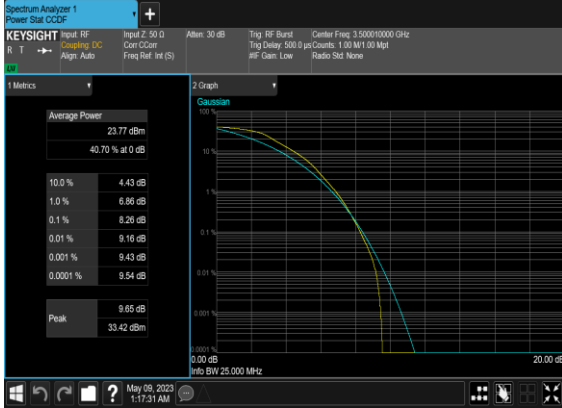 Spectrum Analyzer 1
Power Stat CCDF
+
KEYSIGHT
R T
LXI
Input: RF
Coupling: DC
Align: Auto
Input Z: 50 Ω
Corr CCorr
Freq Ref: Int (S)
Atten: 30 dB
Trig: RF Burst
Trig Delay: 500.0 µs
#IF Gain: Low
Center Freq: 3.500010000 GHz
Counts: 1.00 M/1.00 Mpt
Radio Std: None
1 Metrics
Average Power
23.77 dBm
40.70 % at 0 dB
10.0 % 4.43 dB
1.0 % 6.86 dB
0.1 % 8.26 dB
0.01 % 9.16 dB
0.001 % 9.43 dB
0.0001 % 9.54 dB
Peak
9.65 dB
33.42 dBm
2 Graph
Gaussian
100 %
10 %
1 %
0.1 %
0.01 %
0.001 %
0.0001 %
0.00 dB
20.00 dB
Info BW 25.000 MHz
?
May 09, 2023
1:17:31 AM